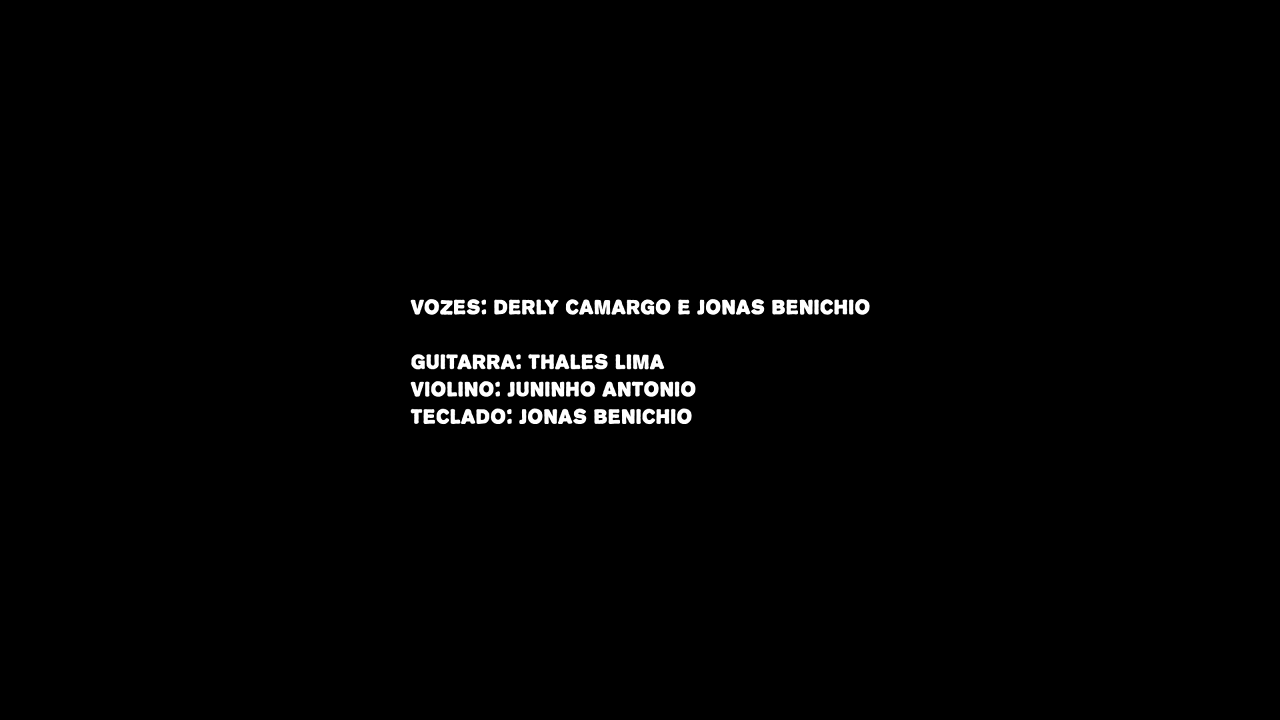 VOZES: DERLY CAMARGO E JONAS BENICHIO
GUITARRA: THALES LIMA
VIOLINO: JUNINHO ANTONIO
TECLADO: JONAS BENICHIO